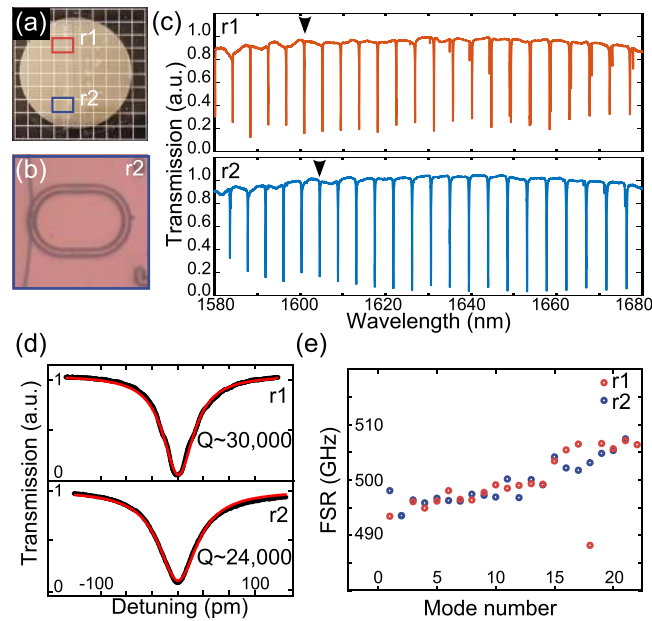 (a)
r1
r2
(b)
r2
(c)
r1
Transmission (a.u.)
1.0
0.8
0.6
0.4
0.2
r2
1.0
0.8
0.6
0.4
0.2
0.0
1580
1600
1620
1640
1660
1680
Wavelength (nm)
(d)
Transmission (a.u.)
1
r1
Q~30,000
0
1
r2
Q~24,000
0
-100
100
Detuning (pm)
(e)
r1
r2
FSR (GHz)
510
500
490
0
5
10
15
20
Mode number